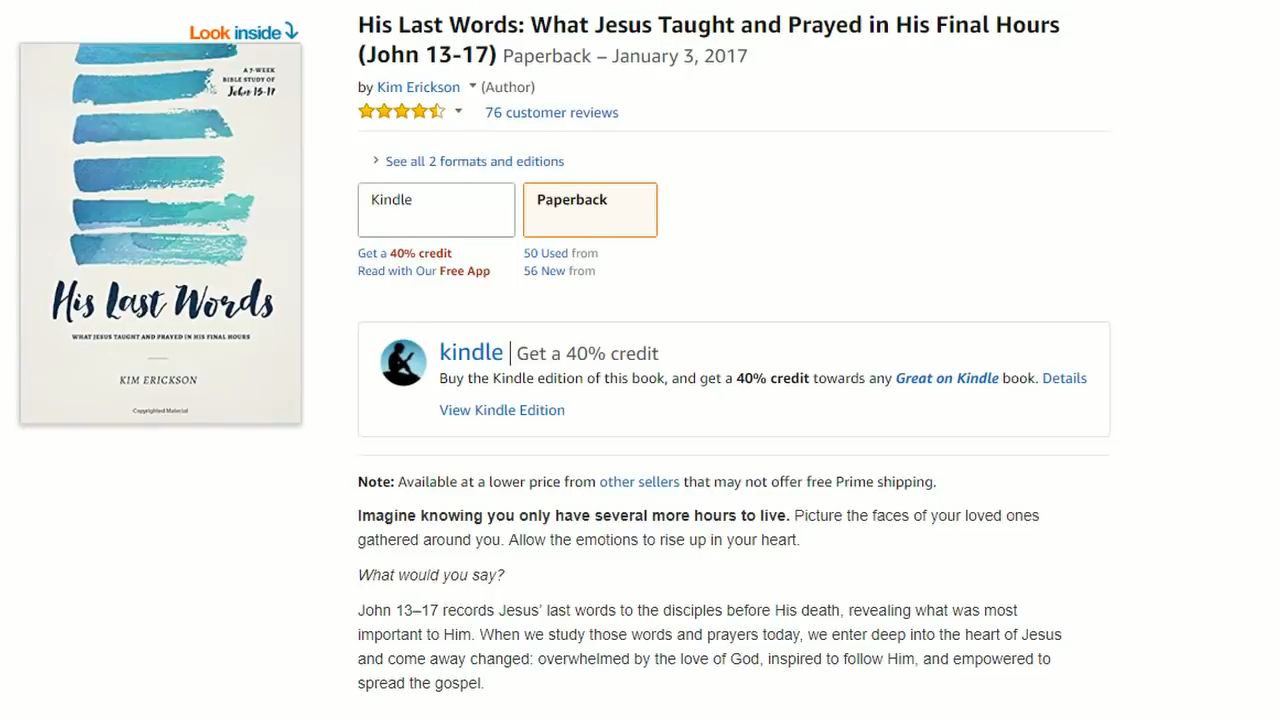 Look inside
A 7-WEEK
BIBLE STUDY OF
John 13-17
His Last Words
WHAT JESUS TAUGHT AND PRAYED IN HIS FINAL HOURS
KIM ERICKSON
Copyrighted Material
His Last Words: What Jesus Taught and Prayed in His Final Hours
(John 13-17) Paperback – January 3, 2017
by Kim Erickson (Author)
76 customer reviews
See all 2 formats and editions
Kindle
Paperback
Get a 40% credit
Read with Our Free App
50 Used from
56 New from
kindle | Get a 40% credit
Buy the Kindle edition of this book, and get a 40% credit towards any Great on Kindle book. Details
View Kindle Edition
Note: Available at a lower price from other sellers that may not offer free Prime shipping.
Imagine knowing you only have several more hours to live. Picture the faces of your loved ones
gathered around you. Allow the emotions to rise up in your heart.
What would you say?
John 13–17 records Jesus’ last words to the disciples before His death, revealing what was most
important to Him. When we study those words and prayers today, we enter deep into the heart of Jesus
and come away changed: overwhelmed by the love of God, inspired to follow Him, and empowered to
spread the gospel.